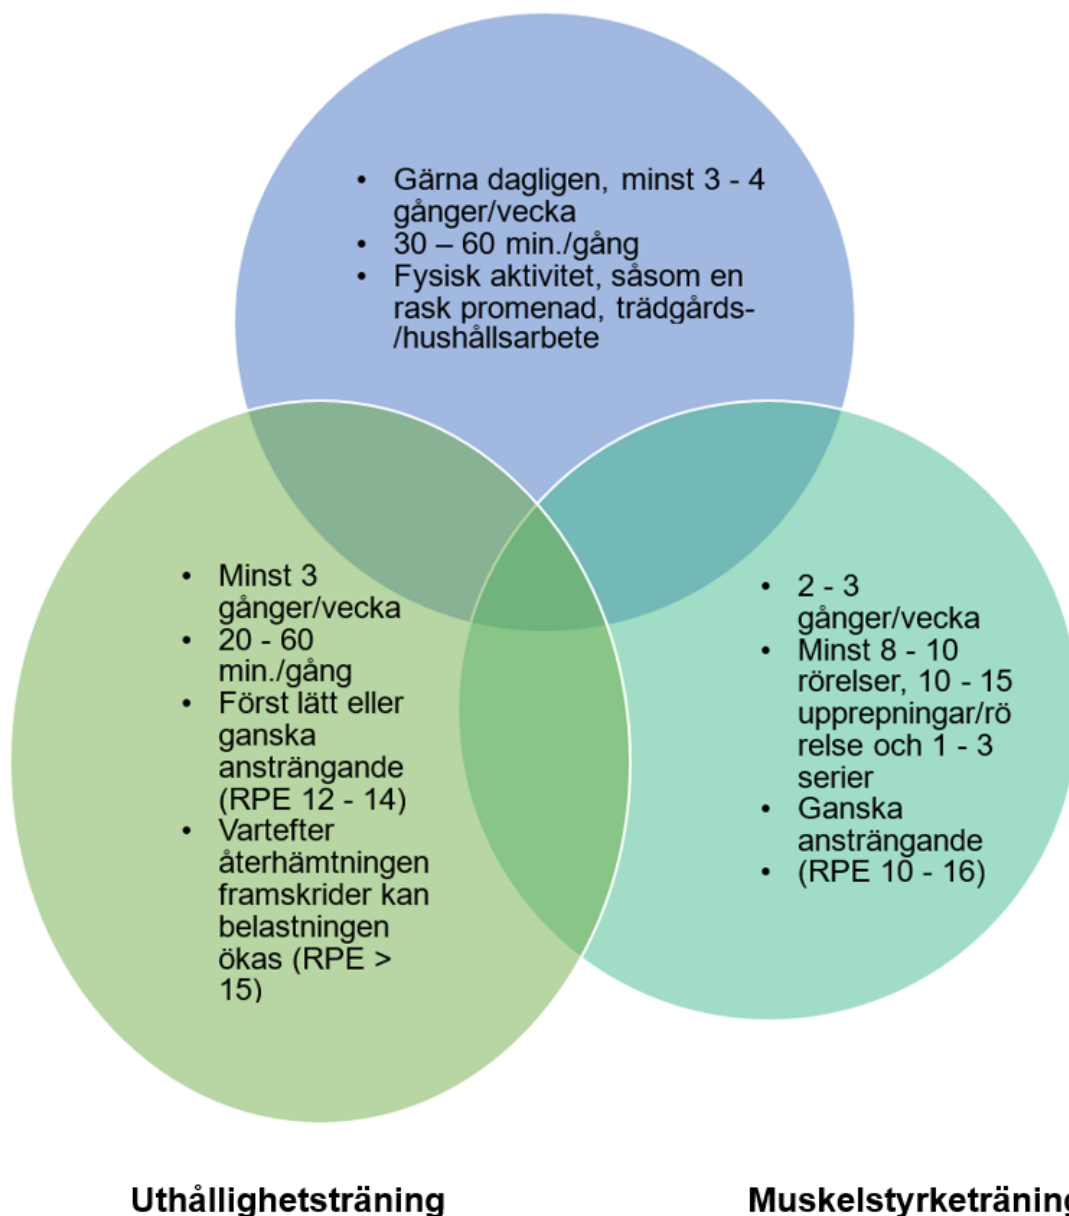 • Gärna dagligen, minst 3 - 4
gånger/vecka
• 30 – 60 min./gång
• Fysisk aktivitet, såsom en
rask promenad, trädgårds-
/hushållsarbete
• Minst 3
gånger/vecka
• 20 - 60
min./gång
• Först lätt eller
ganska
ansträngande
(RPE 12 - 14)
• Vartefter
återhämtningen
framskrider kan
belastningen
ökas (RPE >
15)
• 2 - 3
gånger/vecka
• Minst 8 - 10
rörelser, 10 - 15
upprepningar/rö
relse och 1 - 3
serier
• Ganska
ansträngande
• (RPE 10 - 16)
Uthållighetsträning
Muskelstyrketräning